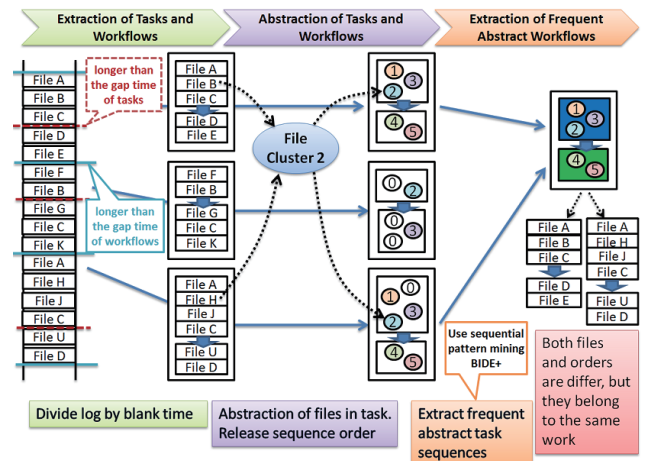 Extraction of Tasks and
Workflows
Abstraction of Tasks and
Workflows
Extraction of Frequent
Abstract Workflows
File A
File B
File C
File D
File E
File F
File B
File G
File C
File K
File A
File H
File J
File C
File U
File D
longer than
the gap time
of tasks
longer than
the gap time
of workflows
File A
File B
File C
File D
File E
File F
File B
File G
File C
File K
File A
File H
File J
File C
File U
File D
File
Cluster 2
1
3
2
4
5
0
2
0
3
0
0
1
3
2
4
5
1
3
2
4
5
File A
File B
File C
File D
File E
File A
File H
File J
File C
File U
File D
Use sequential
pattern mining
BIDE+
Both files
and orders
are differ, but
they belong
to the same
work
Divide log by blank time
Abstraction of files in task.
Release sequence order
Extract frequent
abstract task
sequences